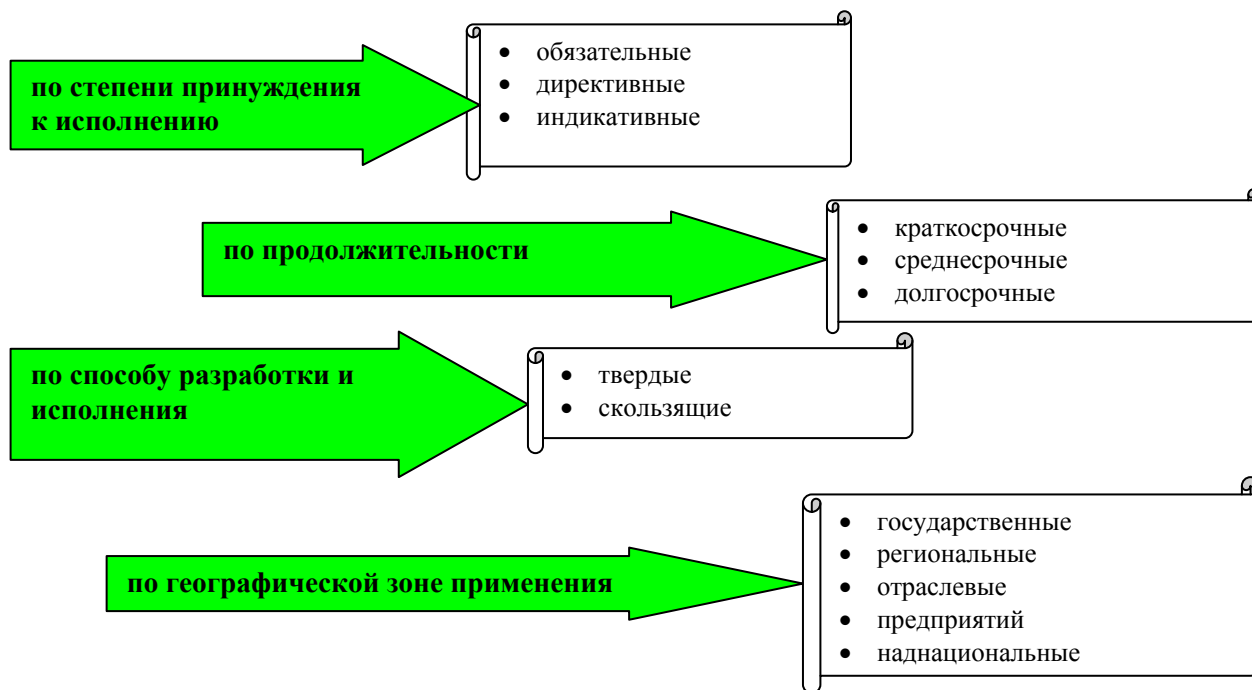 по степени принуждения
к исполнению
• обязательные
• директивные
• индикативные
по продолжительности
• краткосрочные
• среднесрочные
• долгосрочные
по способу разработки и
исполнения
• твердые
• скользящие
по географической зоне применения
• государственные
• региональные
• отраслевые
• предприятий
• наднациональные